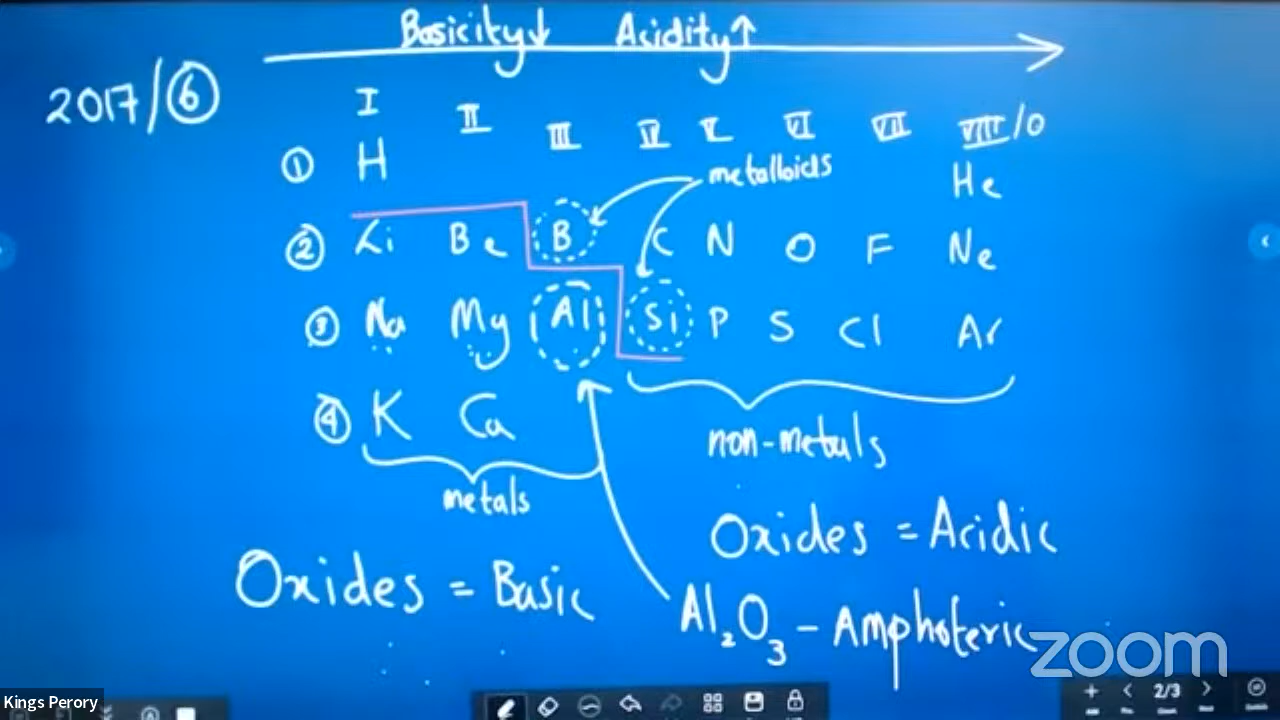 Basicity↓ Acidity↑
2017/⑥
I II III IV V VI VII VIII/0
① H He
metalloids
② Li Be B C N O F Ne
③ Na Mg Al Si P S Cl Ar
④ K Ca
non-metals
metals
Oxides = Acidic
Oxides = Basic
Al₂O₃ - Amphoteric
zoom
Kings Perory
2/3